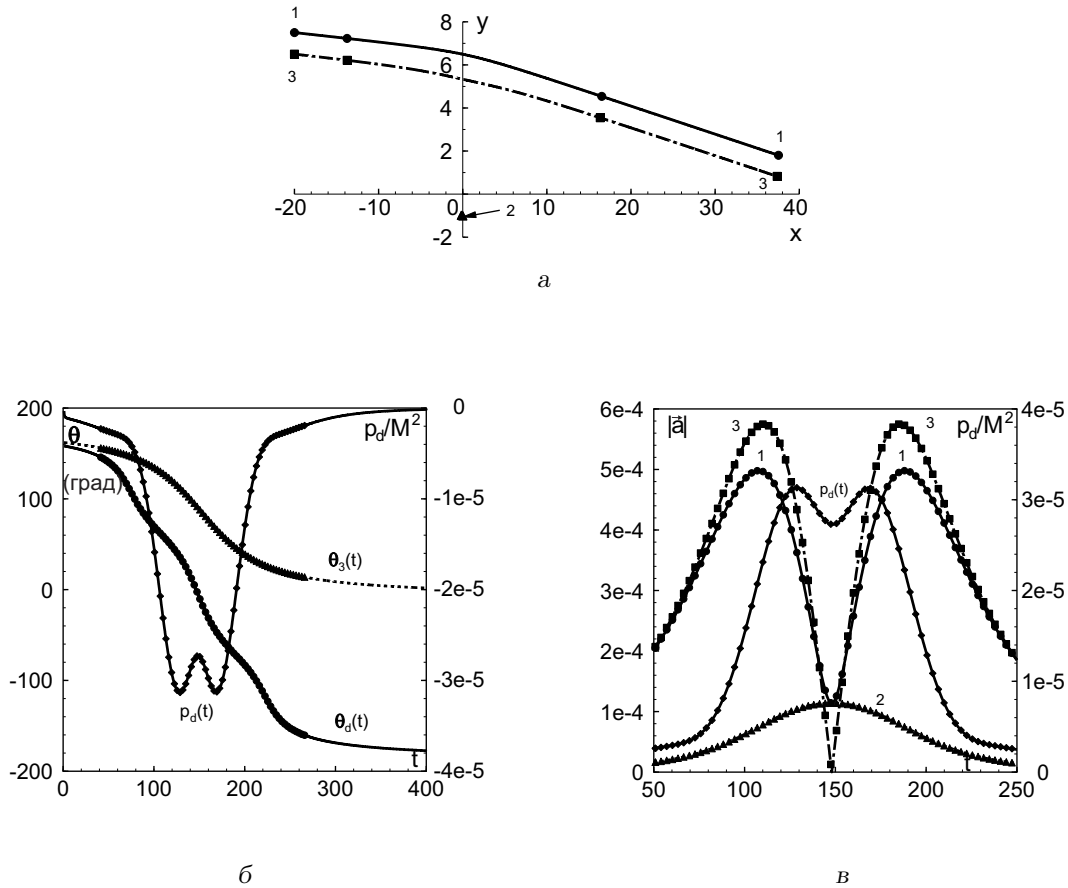 1
8
y
6
3
4
1
2
3
-20
-10
0
10
20
30
40
2
-2
x
а
200
0
p_d/M²
θ
(град)
100
-1e-5
θ₃(t)
0
-2e-5
-100
-3e-5
p_d(t)
θ_d(t)
t
-200
-4e-5
0
100
200
300
400
б
6e-4
4e-5
|a⃗|
p_d/M²
3
3
1
1
5e-4
p_d(t)
3e-5
4e-4
3e-4
2e-5
2e-4
1e-5
1e-4
2
0
0
t
50
100
150
200
250
в